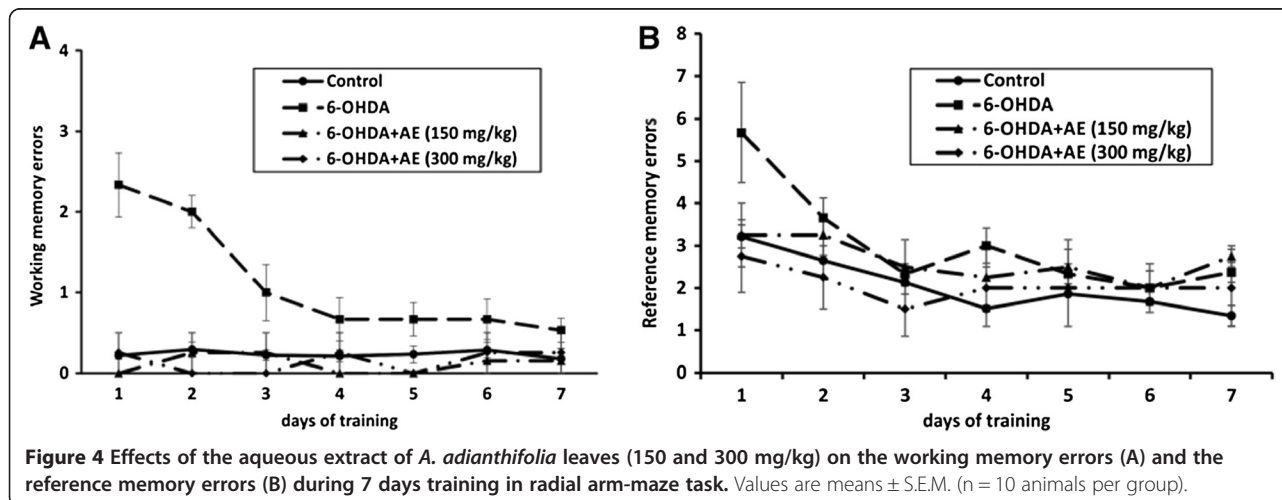 A
4
3
2
1
0
Working memory errors
Control
6-OHDA
6-OHDA+AE (150 mg/kg)
6-OHDA+AE (300 mg/kg)
1 2 3 4 5 6 7
days of training
B
8
7
6
5
4
3
2
1
0
Reference memory errors
Control
6-OHDA
6-OHDA+AE (150 mg/kg)
6-OHDA+AE (300 mg/kg)
1 2 3 4 5 6 7
days of training
Figure 4 Effects of the aqueous extract of A. adianthifolia leaves (150 and 300 mg/kg) on the working memory errors (A) and the
reference memory errors (B) during 7 days training in radial arm-maze task. Values are means ± S.E.M. (n = 10 animals per group).